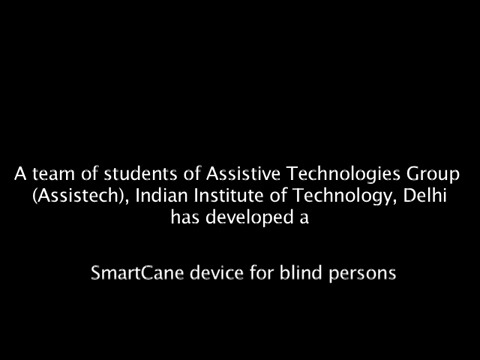 A team of students of Assistive Technologies Group
(Assistech), Indian Institute of Technology, Delhi
has developed a
SmartCane device for blind persons